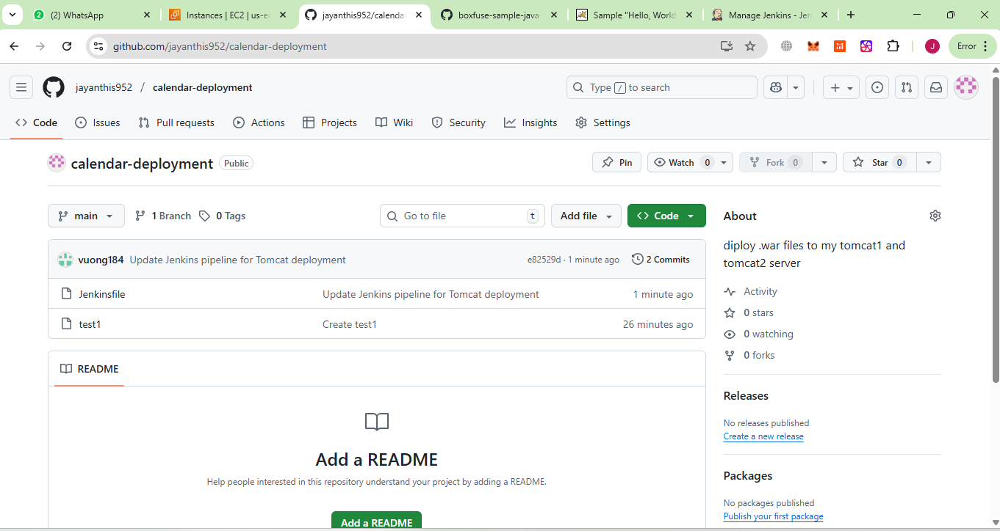 2 (2) WhatsApp
Instances | EC2 | us-ea
jayanthis952/calenda
boxfuse-sample-java-
Sample "Hello, World
Manage Jenkins - Jen
github.com/jayanthis952/calendar-deployment
J
Error
jayanthis952 / calendar-deployment
Type / to search
Code
Issues
Pull requests
Actions
Projects
Wiki
Security
Insights
Settings
calendar-deployment Public
Pin
Watch 0
Fork 0
Star 0
main
1 Branch
0 Tags
Go to file t
Add file
<> Code
vuong184 Update Jenkins pipeline for Tomcat deployment e82529d · 1 minute ago 2 Commits
Jenkinsfile Update Jenkins pipeline for Tomcat deployment 1 minute ago
test1 Create test1 26 minutes ago
README
Add a README
Help people interested in this repository understand your project by adding a README.
Add a README
About
diploy .war files to my tomcat1 and
tomcat2 server
Activity
0 stars
0 watching
0 forks
Releases
No releases published
Create a new release
Packages
No packages published
Publish your first package